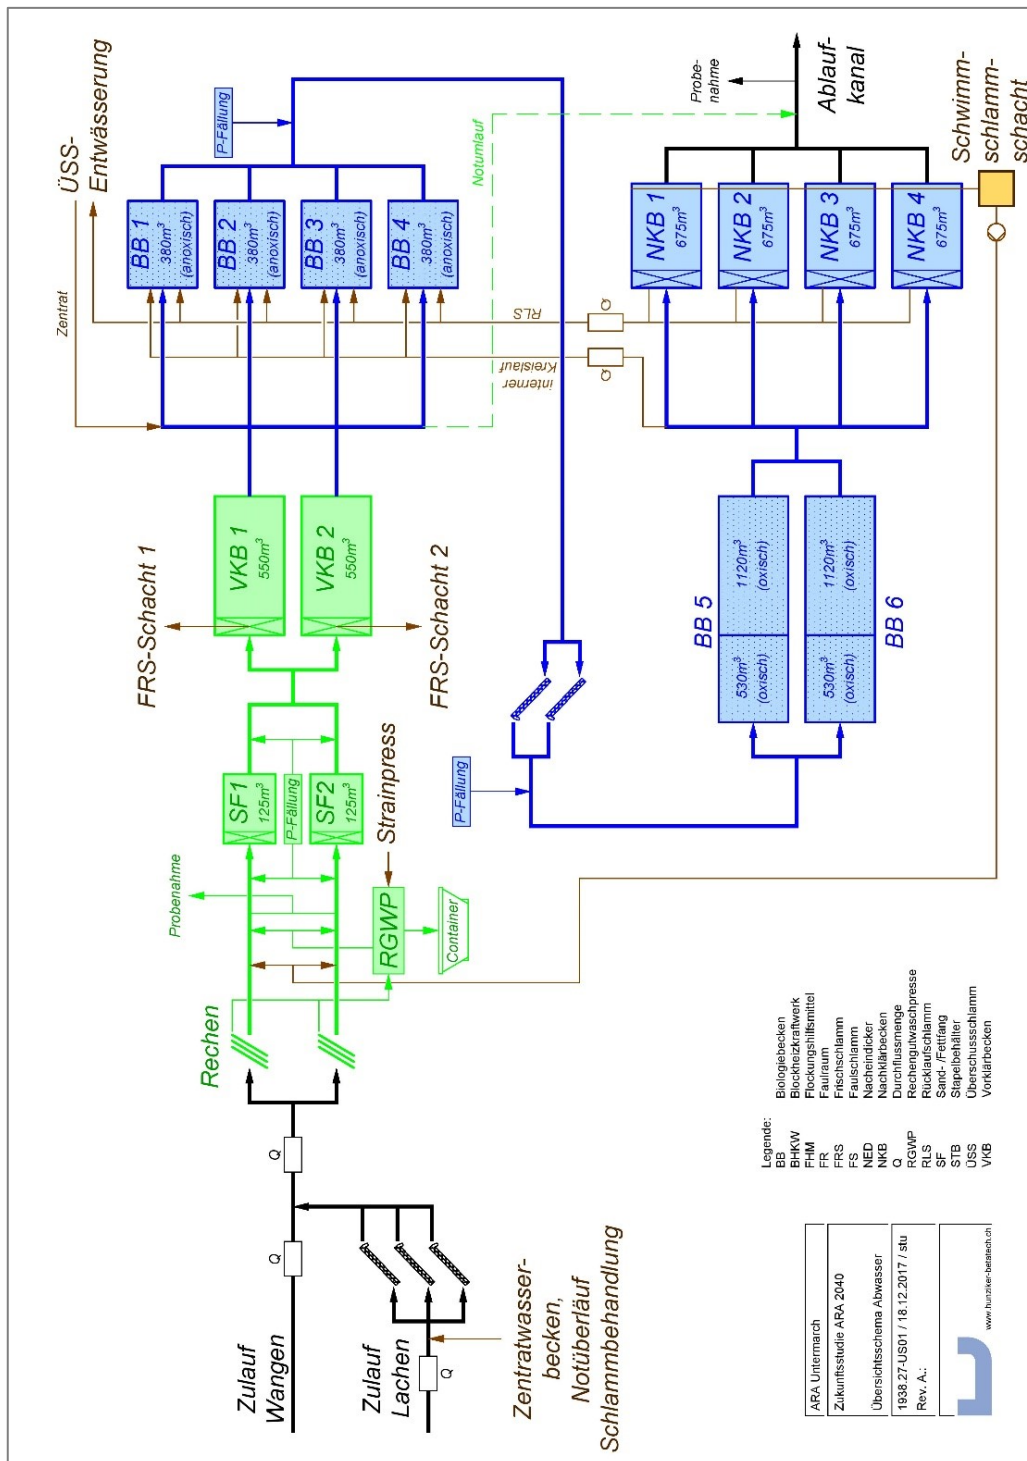 Zulauf
Wangen
Zulauf
Lachen
Q
Q
Q
Zentratwasser-
becken,
Notüberläuf
Schlammbehandlung
Rechen
Probenahme
RGWP
Container
Strainpress
SF1
125m³
SF2
125m³
P-Fällung
FRS-Schacht 1
FRS-Schacht 2
VKB 1
550m³
VKB 2
550m³
Zentrat
ÜSS-
Entwässerung
BB 1
380m³
(anoxisch)
BB 2
380m³
(anoxisch)
BB 3
380m³
(anoxisch)
BB 4
380m³
(anoxisch)
P-Fällung
Notumlauf
RLS
Q
interner
Kreislauf
Q
P-Fällung
BB 5
530m³
(oxisch)
1120m³
(oxisch)
BB 6
530m³
(oxisch)
1120m³
(oxisch)
NKB 1
675m³
NKB 2
675m³
NKB 3
675m³
NKB 4
675m³
Probe-
nahme
Ablauf-
kanal
Schwimm-
schlamm-
schacht
Legende:
BB Biologiebecken
BHKW Blockheizkraftwerk
FHM Flockungshilfsmittel
FR Faulraum
FRS Frischschlamm
FS Faulschlamm
NED Nacheindicker
NKB Nachklärbecken
Q Durchflussmenge
RGWP Rechengutwaschpresse
RLS Rücklaufschlamm
SF Sand- /Fettfang
STB Stapelbehälter
ÜSS Überschussschlamm
VKB Vorklärbecken
ARA Untermarch
Zukunftsstudie ARA 2040
Übersichtsschema Abwasser
1938.27-US01 / 18.12.2017 / stu
Rev. A.:
www.hunziker-betatech.ch